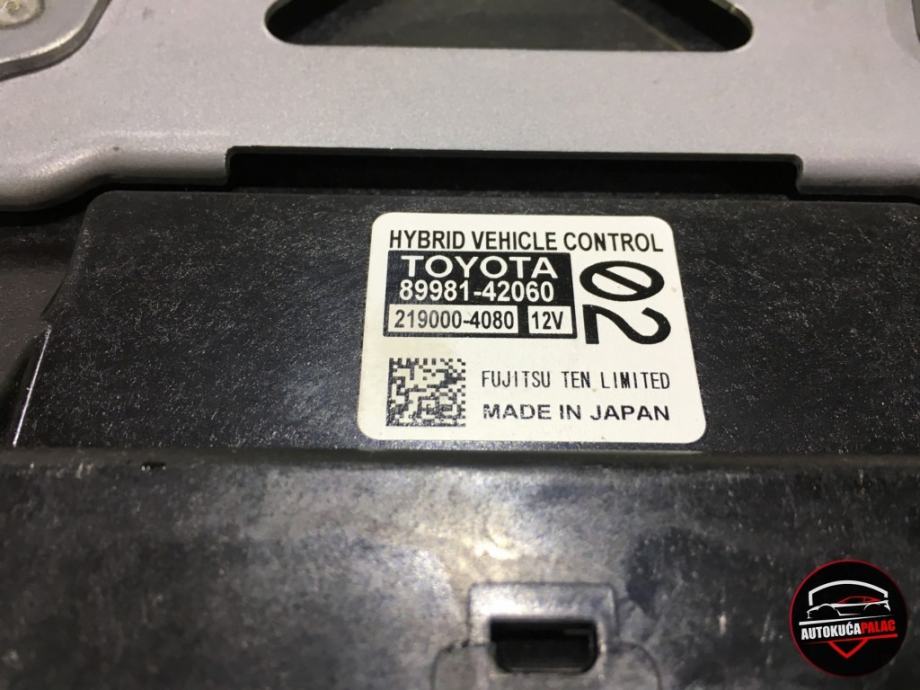 HYBRID VEHICLE CONTROL
TOYOTA
89981-42060
219000-4080 12V
02
FUJITSU TEN LIMITED
MADE IN JAPAN
AUTOKUĆAPALAC